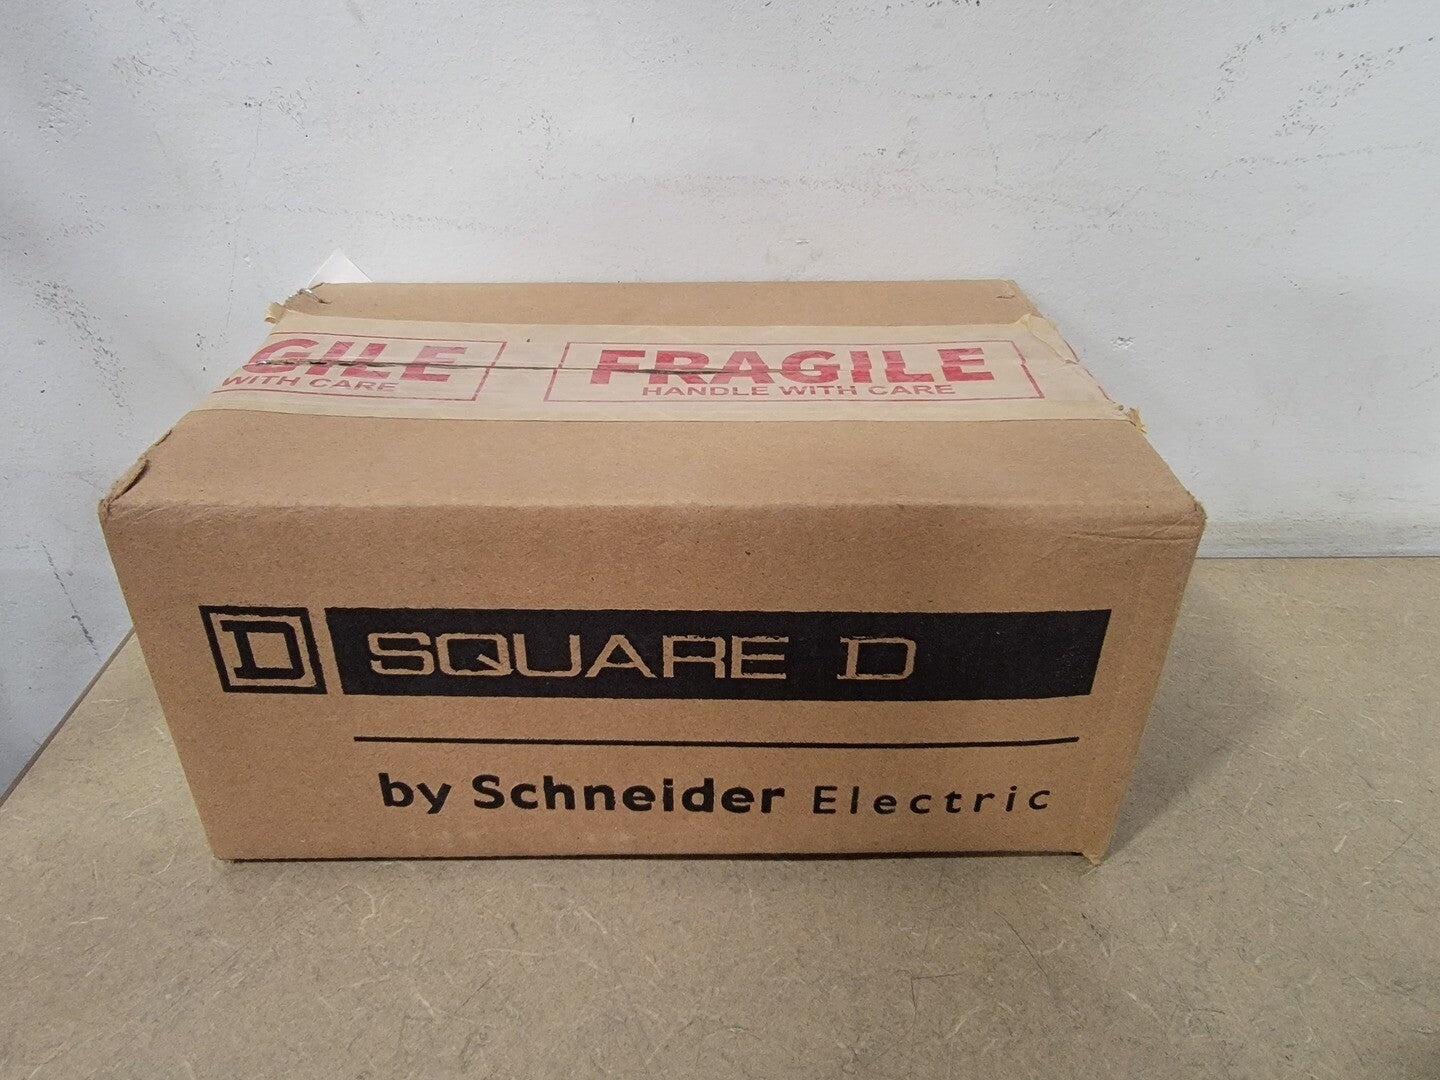 GILE
WITH CARE
FRAGILE
HANDLE WITH CARE
D SQUARE D
by Schneider Electric